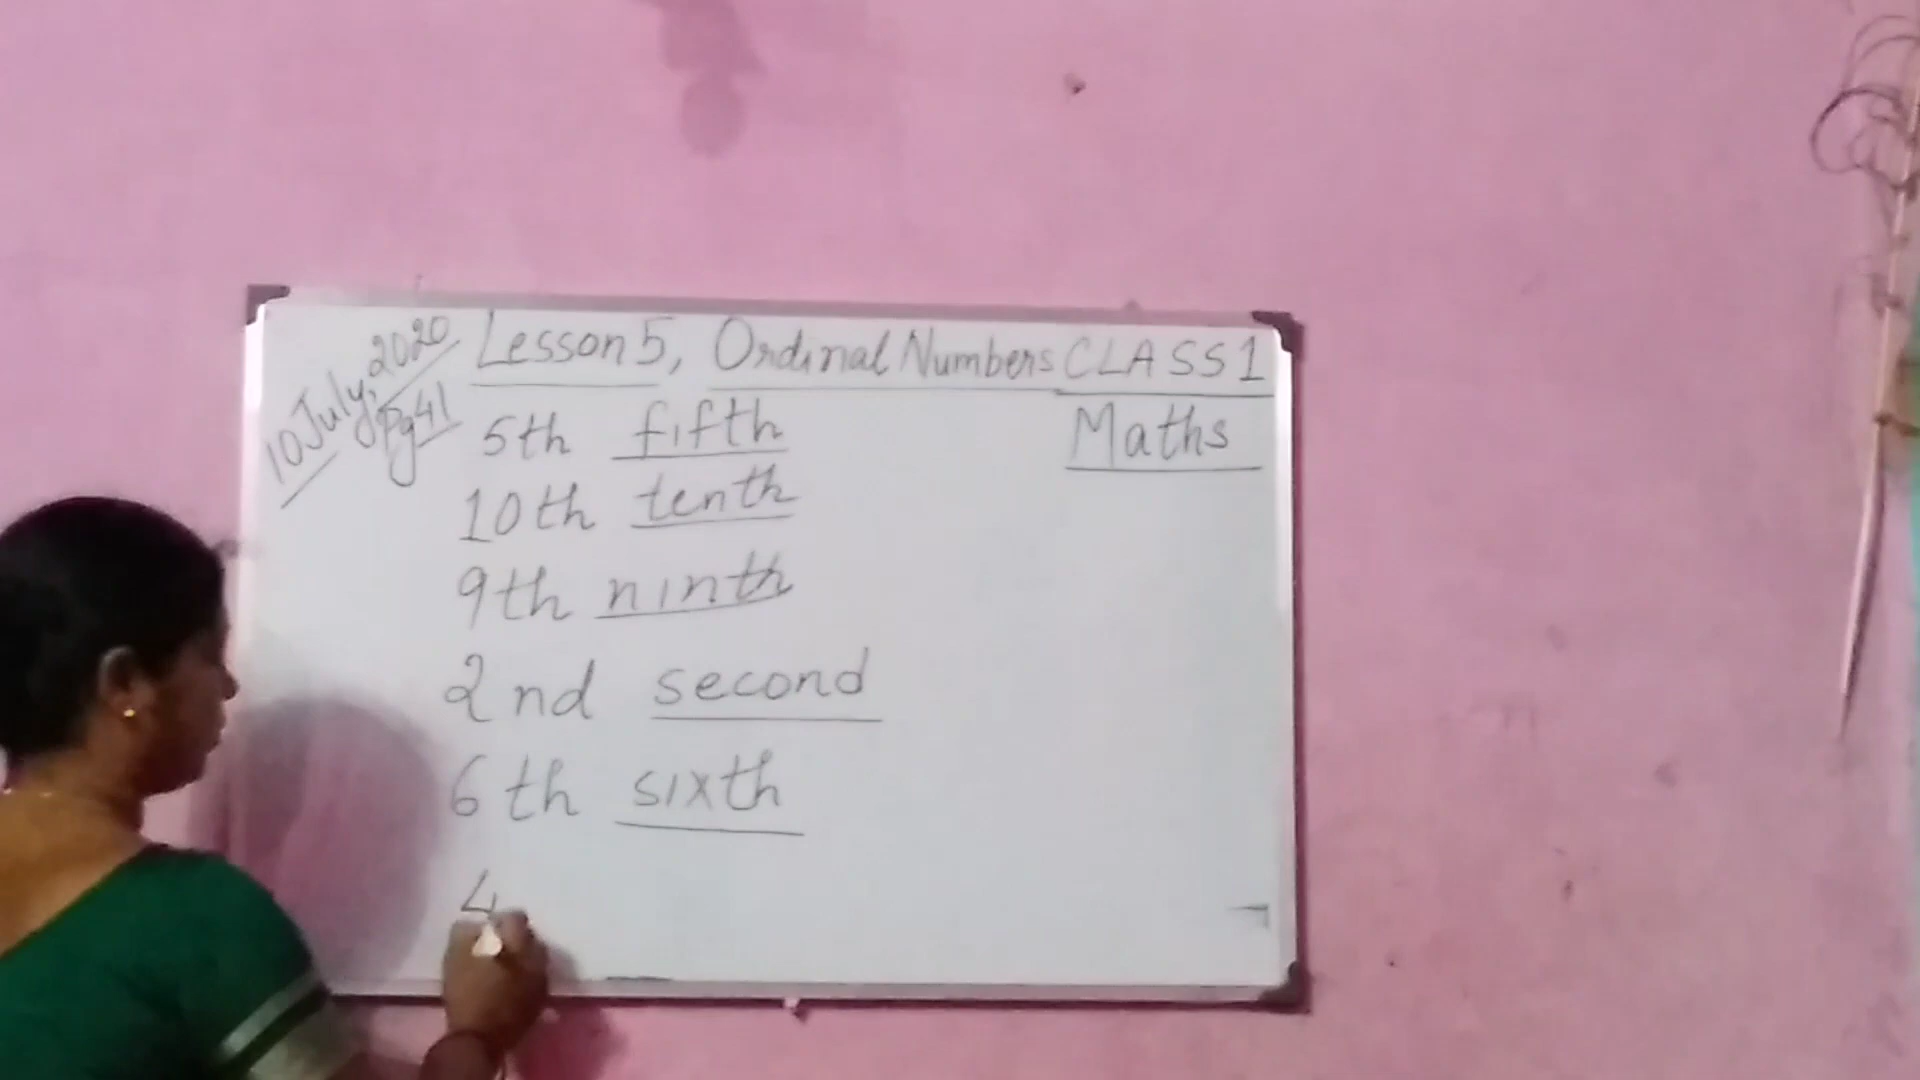 10 July, 2020
Pg 41
Lesson 5, Ordinal Numbers CLASS 1
Maths
5th fifth
10th tenth
9th ninth
2nd second
6th sixth
4